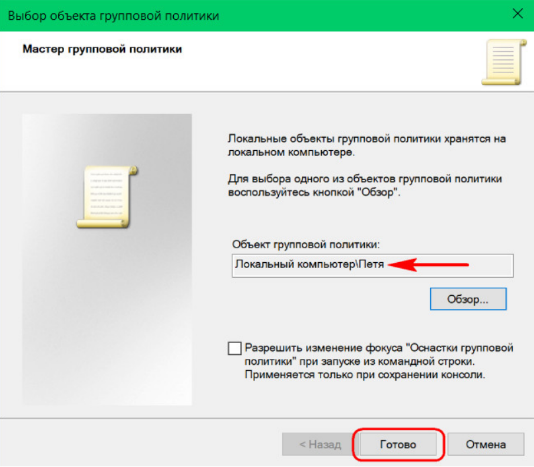 Выбор объекта групповой политики
Мастер групповой политики
Локальные объекты групповой политики хранятся на
локальном компьютере.
Для выбора одного из объектов групповой политики
воспользуйтесь кнопкой "Обзор".
Объект групповой политики:
Локальный компьютер\Петя
Обзор...
Разрешить изменение фокуса "Оснастки групповой
политики" при запуске из командной строки.
Применяется только при сохранении консоли.
< Назад
Готово
Отмена